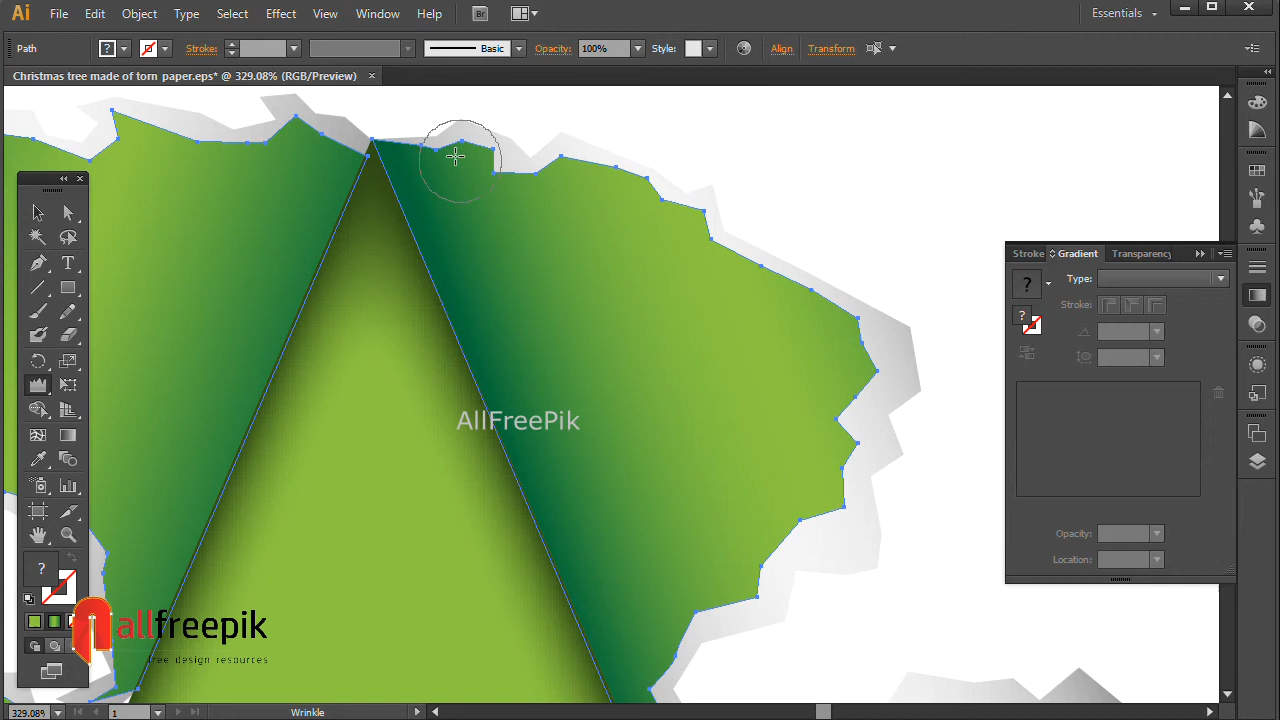 Ai File Edit Object Type Select Effect View Window Help Br Essentials
Path Stroke: Basic Opacity: 100% Style: Align Transform
Christmas tree made of torn paper.eps* @ 329.08% (RGB/Preview)
Stroke Gradient Transparency
? Type:
? Stroke:
AllFreePik
Opacity:
Location:
?
allfreepik
free design resources
329.08% 1 Wrinkle